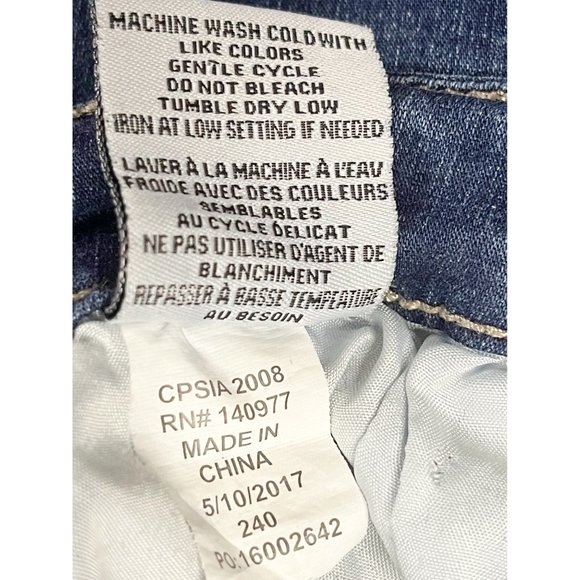 MACHINE WASH COLD WITH
LIKE COLORS
GENTLE CYCLE
DO NOT BLEACH
TUMBLE DRY LOW
IRON AT LOW SETTING IF NEEDED
LAVER À LA MACHINE À L'EAU
FROIDE AVEC DES COULEURS
SEMBLABLES
AU CYCLE DÉLICAT
NE PAS UTILISER D'AGENT DE
BLANCHIMENT
REPASSER À BASSE TEMPEATURE
AU BESOIN
CPSIA 2008
RN# 140977
MADE IN
CHINA
5/10/2017
240
PO:16002642